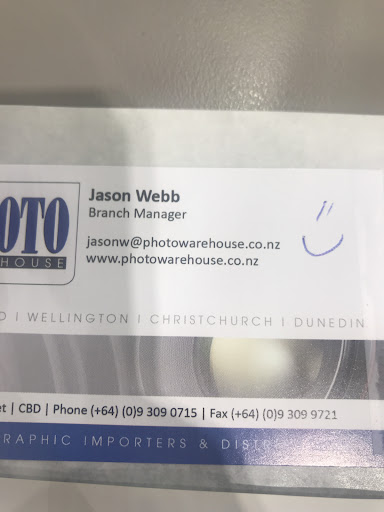 Jason Webb
Branch Manager
OTO
HOUSE
jasonw@photowarehouse.co.nz
www.photowarehouse.co.nz
| WELLINGTON | CHRISTCHURCH | DUNEDIN
| CBD | Phone (+64) (0)9 309 0715 | Fax (+64) (0)9 309 9721
IMPORTERS &